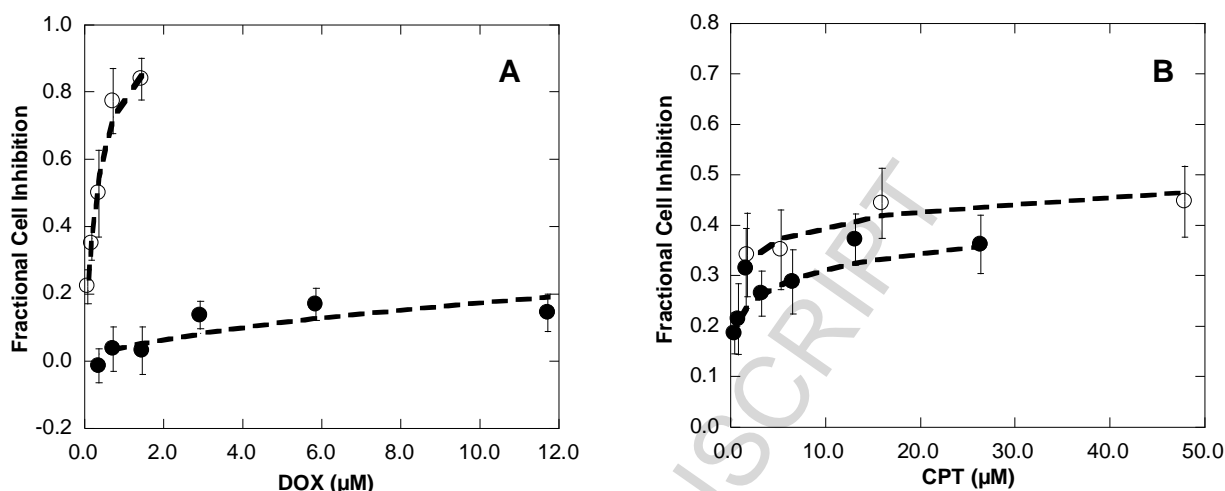 A
Fractional Cell Inhibition
1.0
0.8
0.6
0.4
0.2
0.0
-0.2
0.0 2.0 4.0 6.0 8.0 10.0 12.0
DOX (µM)
B
Fractional Cell Inhibition
0.8
0.7
0.6
0.5
0.4
0.3
0.2
0.1
0.0
0.0 10.0 20.0 30.0 40.0 50.0
CPT (µM)
USCRIPT